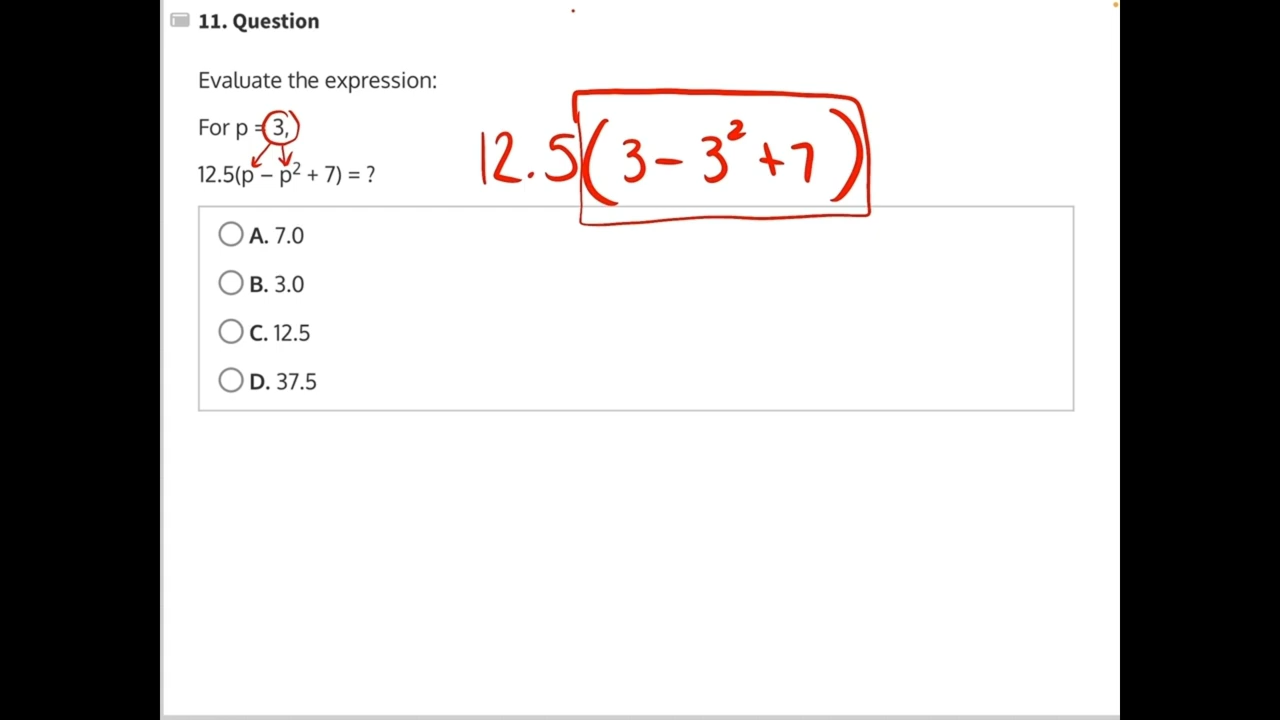 11. Question
Evaluate the expression:
For p = 3,
12.5(p – p² + 7) = ?
12.5(3 – 3² + 7)
A. 7.0
B. 3.0
C. 12.5
D. 37.5